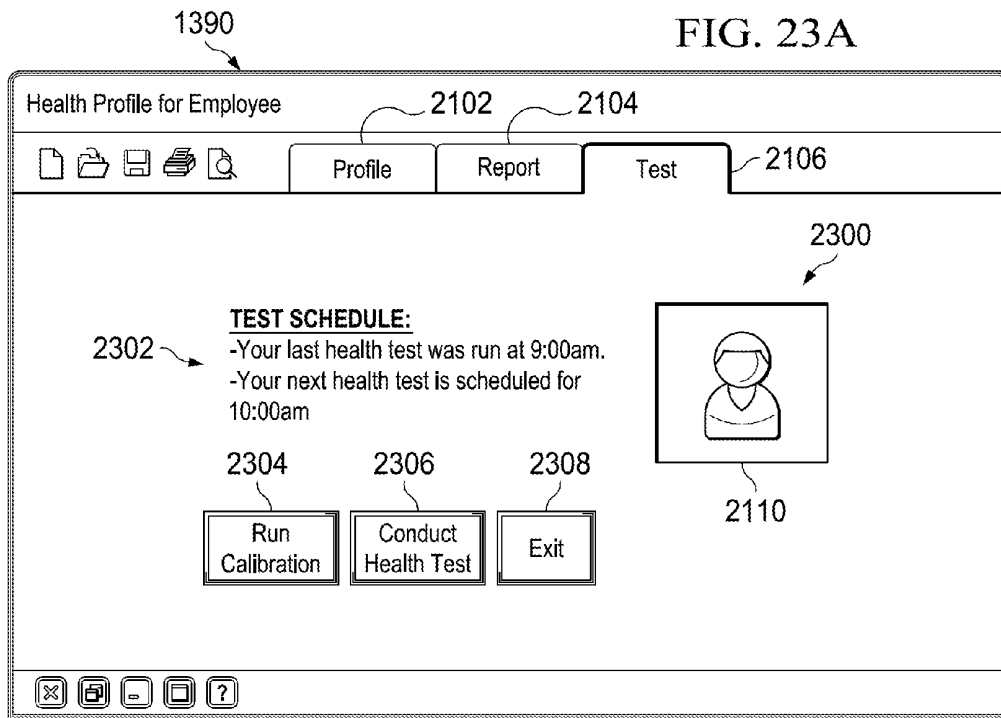 1390
FIG. 23A
Health Profile for Employee
2102
2104
Profile
Report
Test
2106
2300
TEST SCHEDULE:
2302
-Your last health test was run at 9:00am.
-Your next health test is scheduled for
10:00am
2110
2304
2306
2308
Run
Calibration
Conduct
Health Test
Exit
?